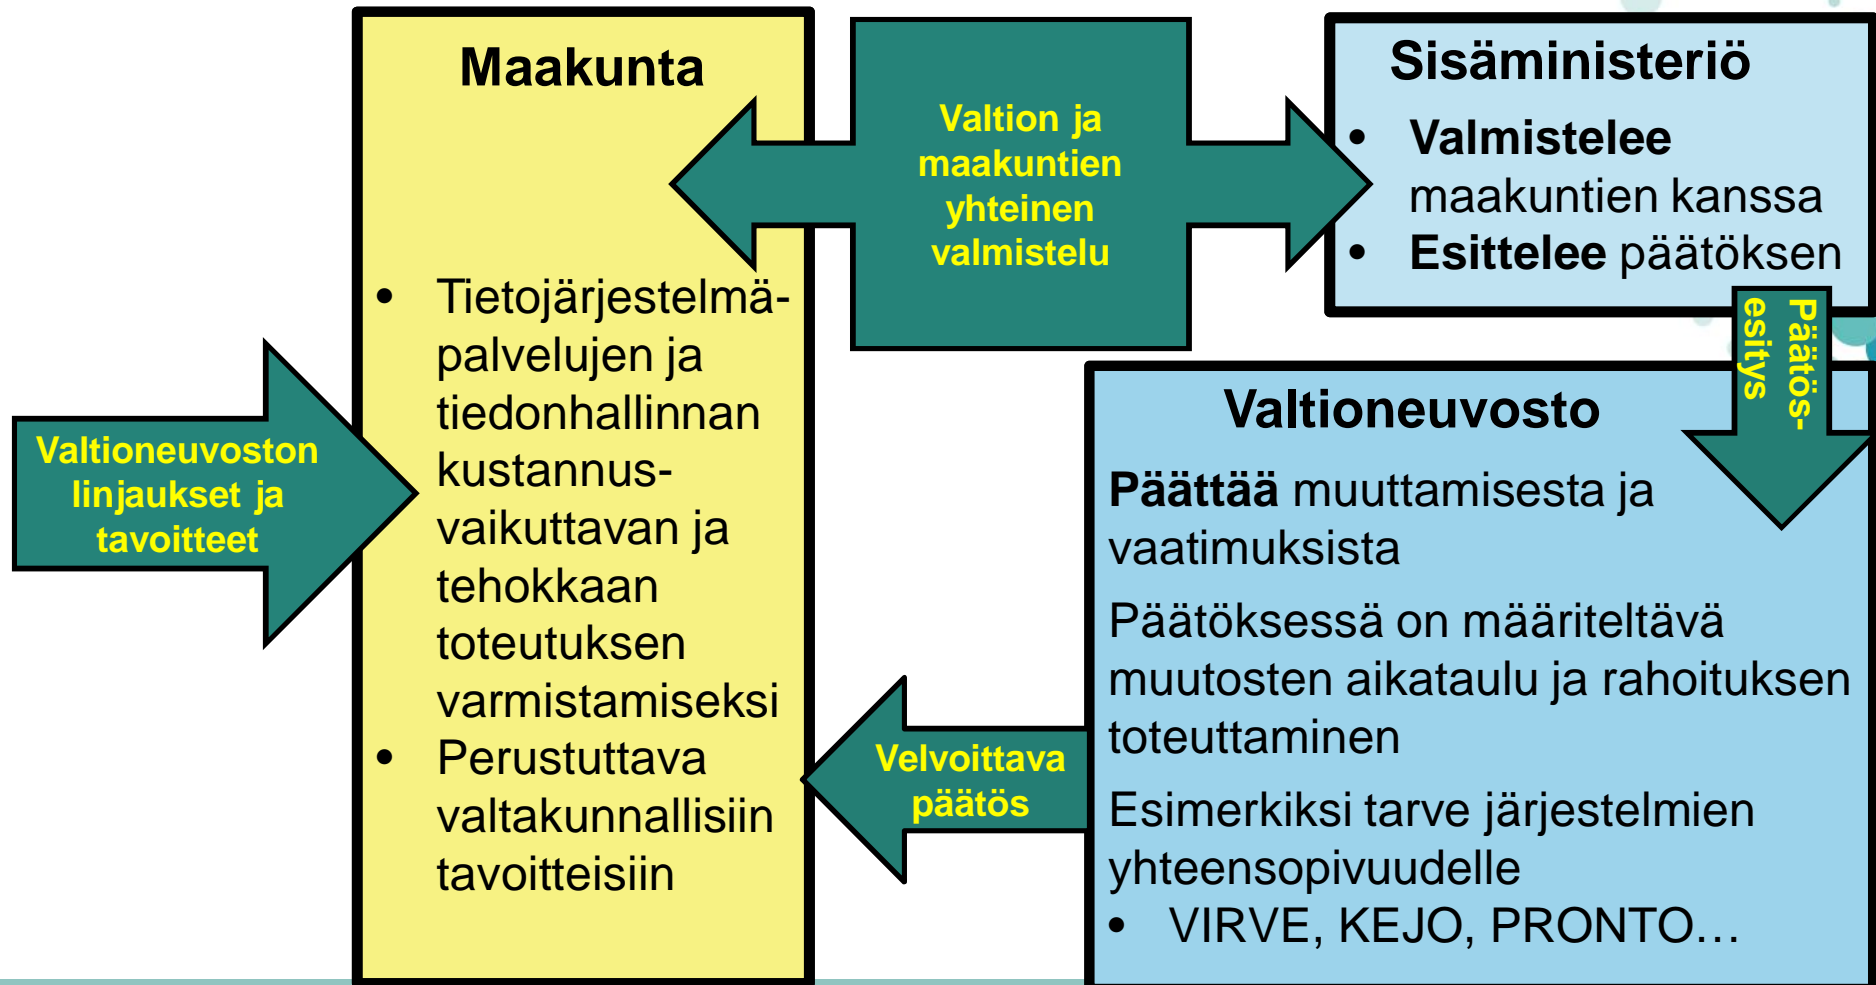 Maakunta
• Tietojärjestelmä-
palvelujen ja
tiedonhallinnan
kustannus-
vaikuttavan ja
tehokkaan
toteutuksen
varmistamiseksi
• Perustuttava
valtakunnallisiin
tavoitteisiin
Valtioneuvoston
linjaukset ja
tavoitteet
Valtion ja
maakuntien
yhteinen
valmistelu
Sisäministeriö
• Valmistelee
maakuntien kanssa
• Esittelee päätöksen
Päätös-
esitys
Valtioneuvosto
Päättää muuttamisesta ja
vaatimuksista
Päätöksessä on määriteltävä
muutosten aikataulu ja rahoituksen
toteuttaminen
Esimerkiksi tarve järjestelmien
yhteensopivuudelle
• VIRVE, KEJO, PRONTO…
Velvoittava
päätös